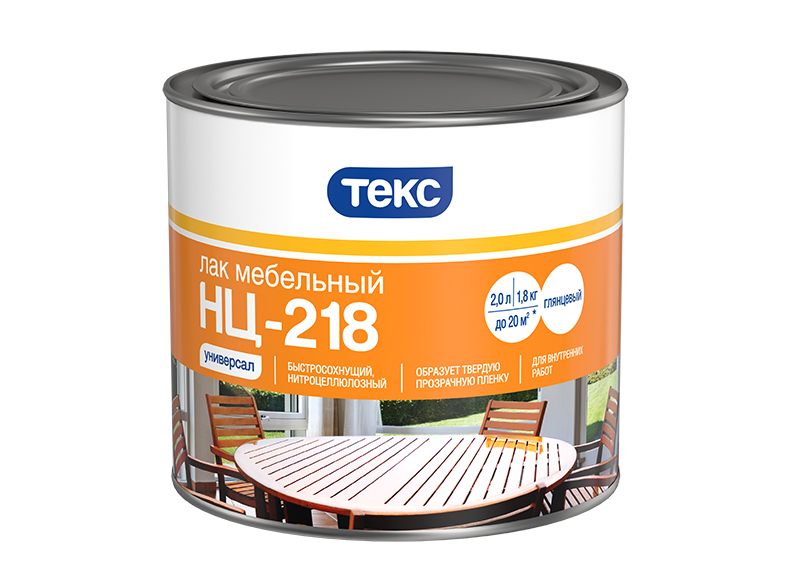 текс
лак мебельный
НЦ-218
универсал
2,0 л | 1,8 кг
до 20 м² *
глянцевый
БЫСТРОСОХНУЩИЙ,
НИТРОЦЕЛЛЮЛОЗНЫЙ
ОБРАЗУЕТ ТВЕРДУЮ
ПРОЗРАЧНУЮ ПЛЕНКУ
ДЛЯ ВНУТРЕННИХ
РАБОТ